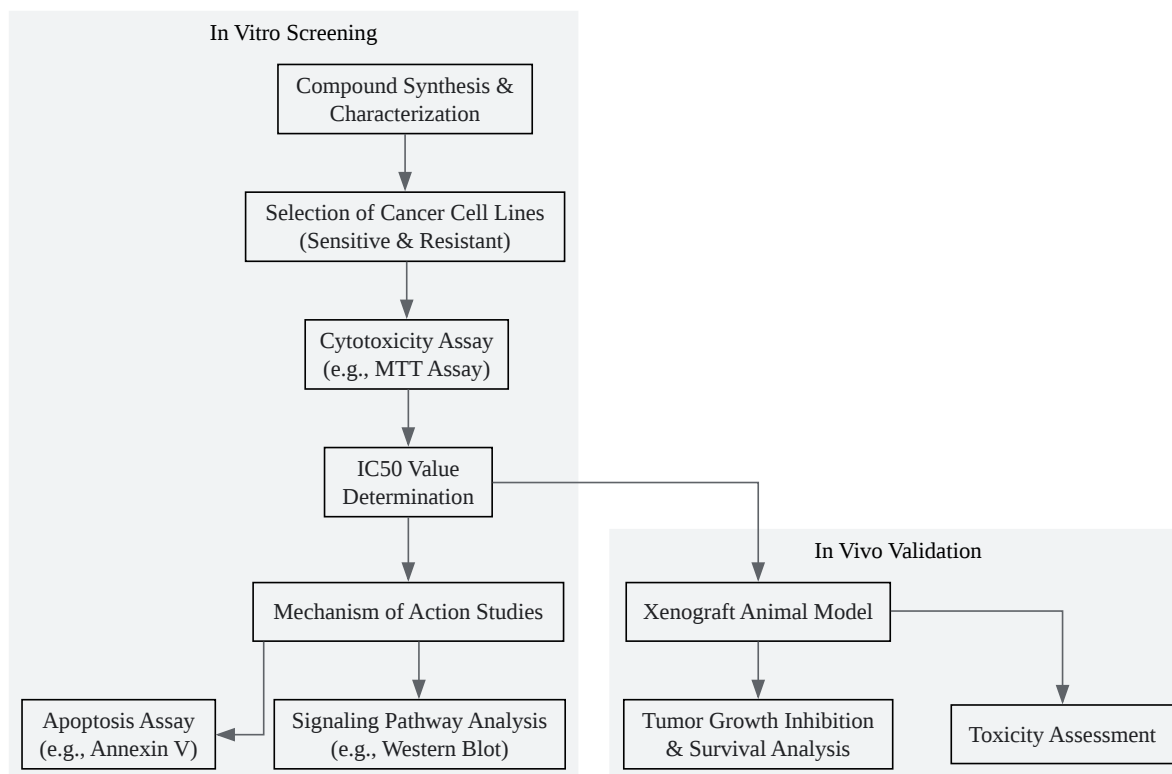 In Vitro Screening
Compound Synthesis &
Characterization
Selection of Cancer Cell Lines
(Sensitive & Resistant)
Cytotoxicity Assay
(e.g., MTT Assay)
IC50 Value
Determination
Mechanism of Action Studies
Apoptosis Assay
(e.g., Annexin V)
Signaling Pathway Analysis
(e.g., Western Blot)
In Vivo Validation
Xenograft Animal Model
Tumor Growth Inhibition
& Survival Analysis
Toxicity Assessment